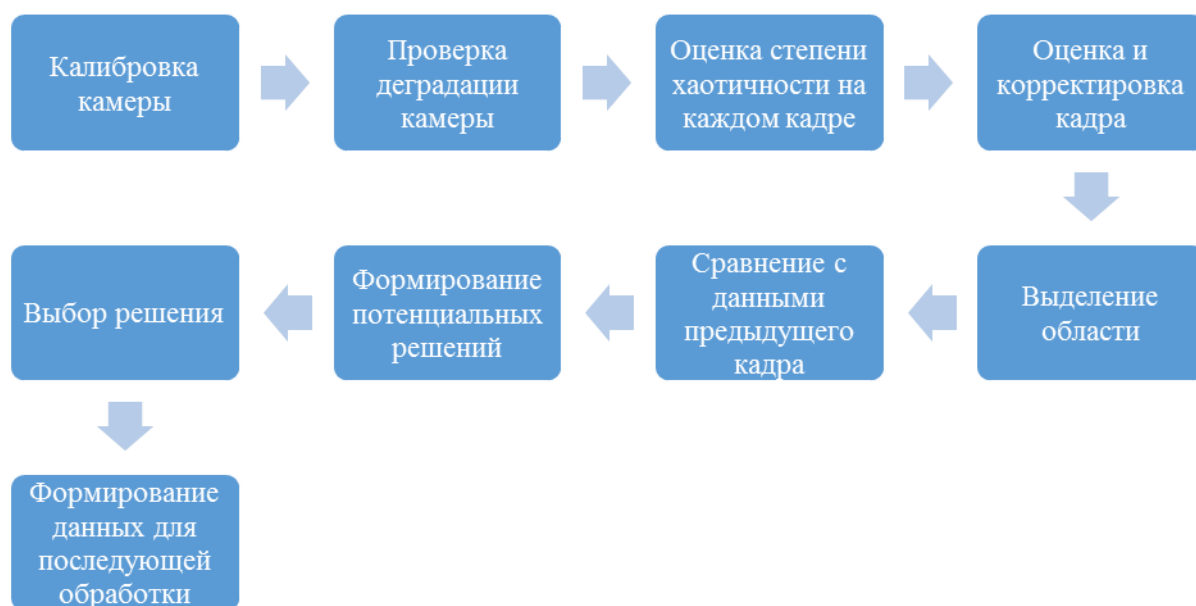 Калибровка
камеры
Проверка
деградации
камеры
Оценка степени
хаотичности на
каждом кадре
Оценка и
корректировка
кадра
Выделение
области
Сравнение с
данными
предыдущего
кадра
Формирование
потенциальных
решений
Выбор решения
Формирование
данных для
последующей
обработки